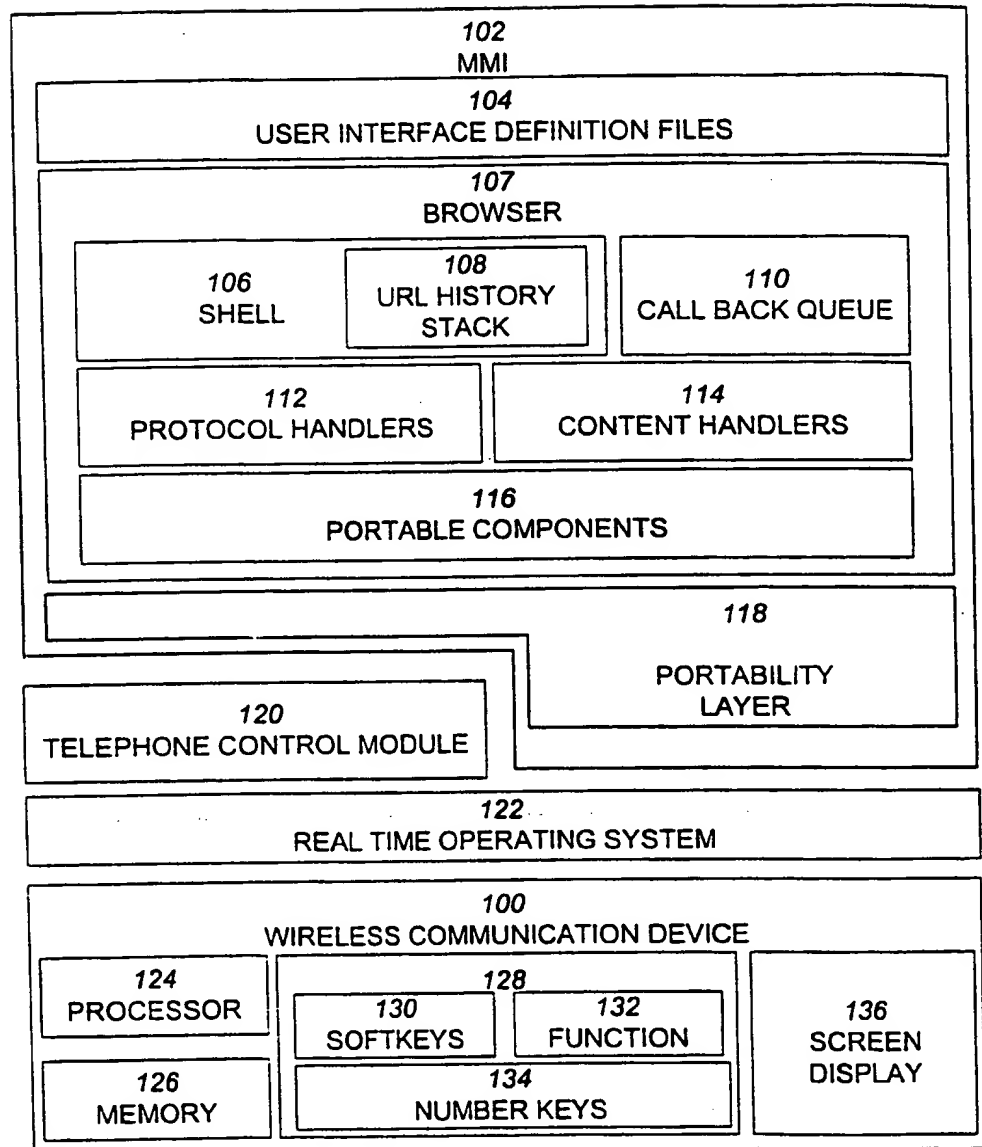 102
MMI
104
USER INTERFACE DEFINITION FILES
107
BROWSER
106
SHELL
108
URL HISTORY
STACK
110
CALL BACK QUEUE
112
PROTOCOL HANDLERS
114
CONTENT HANDLERS
116
PORTABLE COMPONENTS
118
PORTABILITY
LAYER
120
TELEPHONE CONTROL MODULE
122
REAL TIME OPERATING SYSTEM
100
WIRELESS COMMUNICATION DEVICE
124
PROCESSOR
126
MEMORY
128
130
SOFTKEYS
132
FUNCTION
134
NUMBER KEYS
136
SCREEN
DISPLAY